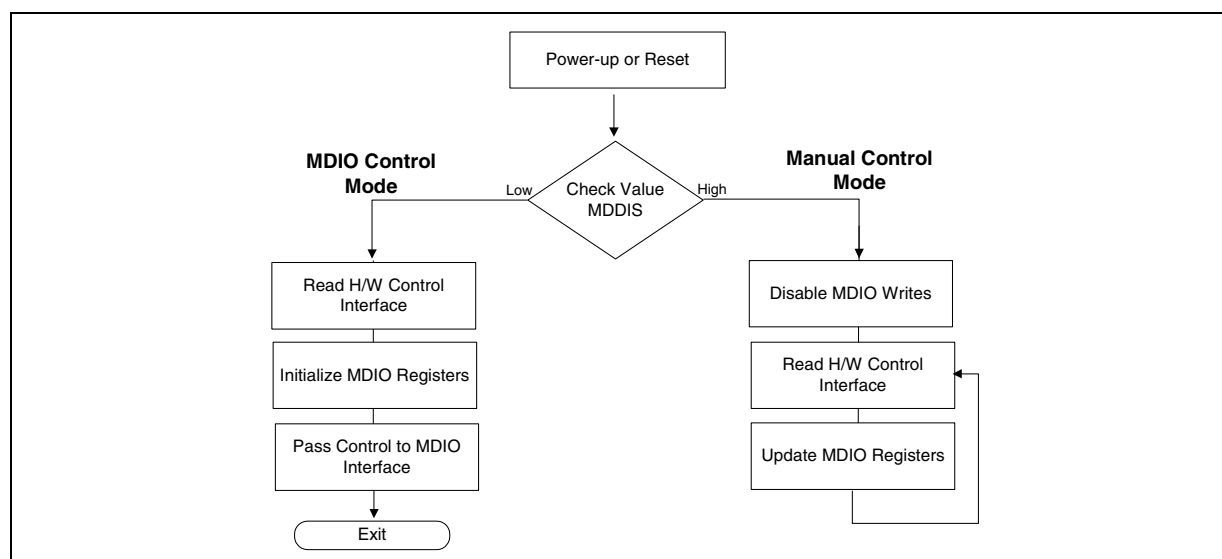 Power-up or Reset
MDIO Control
Mode
Manual Control
Mode
Low
Check Value
MDDIS
High
Read H/W Control
Interface
Initialize MDIO Registers
Pass Control to MDIO
Interface
Exit
Disable MDIO Writes
Read H/W Control
Interface
Update MDIO Registers